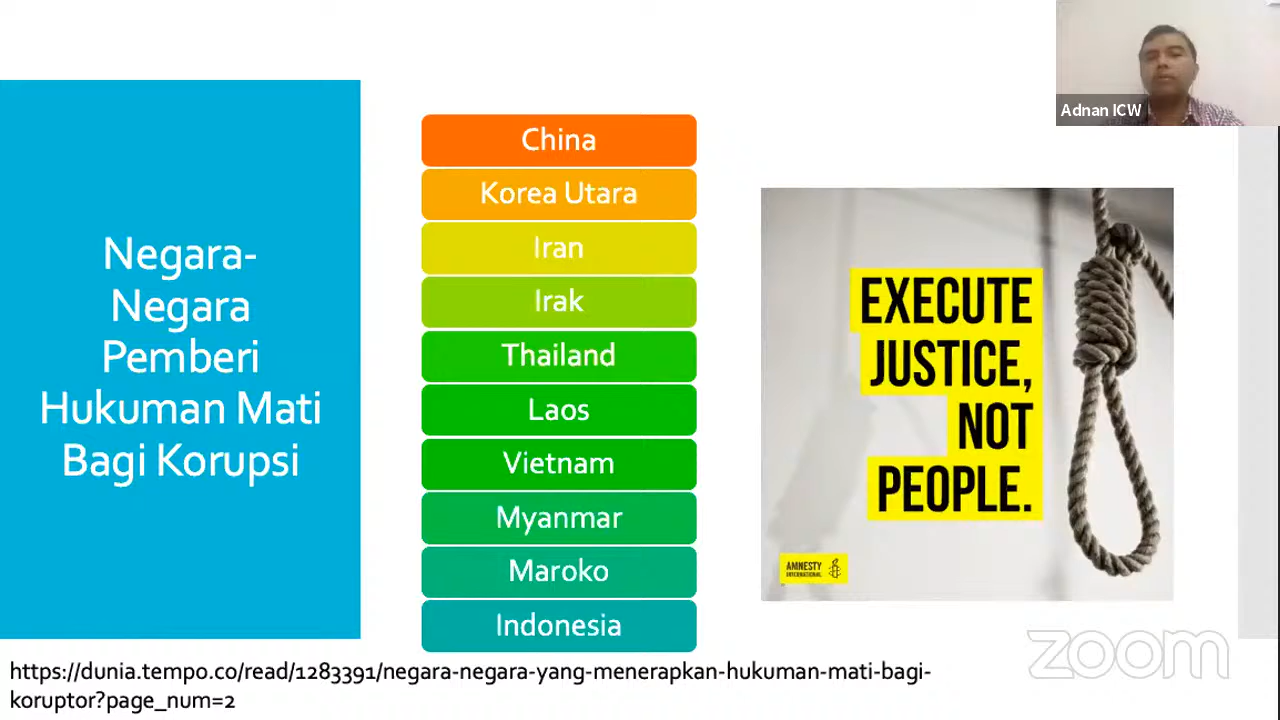 Adnan ICW
Negara-
Negara
Pemberi
Hukuman Mati
Bagi Korupsi
China
Korea Utara
Iran
Irak
Thailand
Laos
Vietnam
Myanmar
Maroko
Indonesia
EXECUTE
JUSTICE,
NOT
PEOPLE.
AMNESTY
INTERNATIONAL
zoom
https://dunia.tempo.co/read/1283391/negara-negara-yang-menerapkan-hukuman-mati-bagi-
koruptor?page_num=2